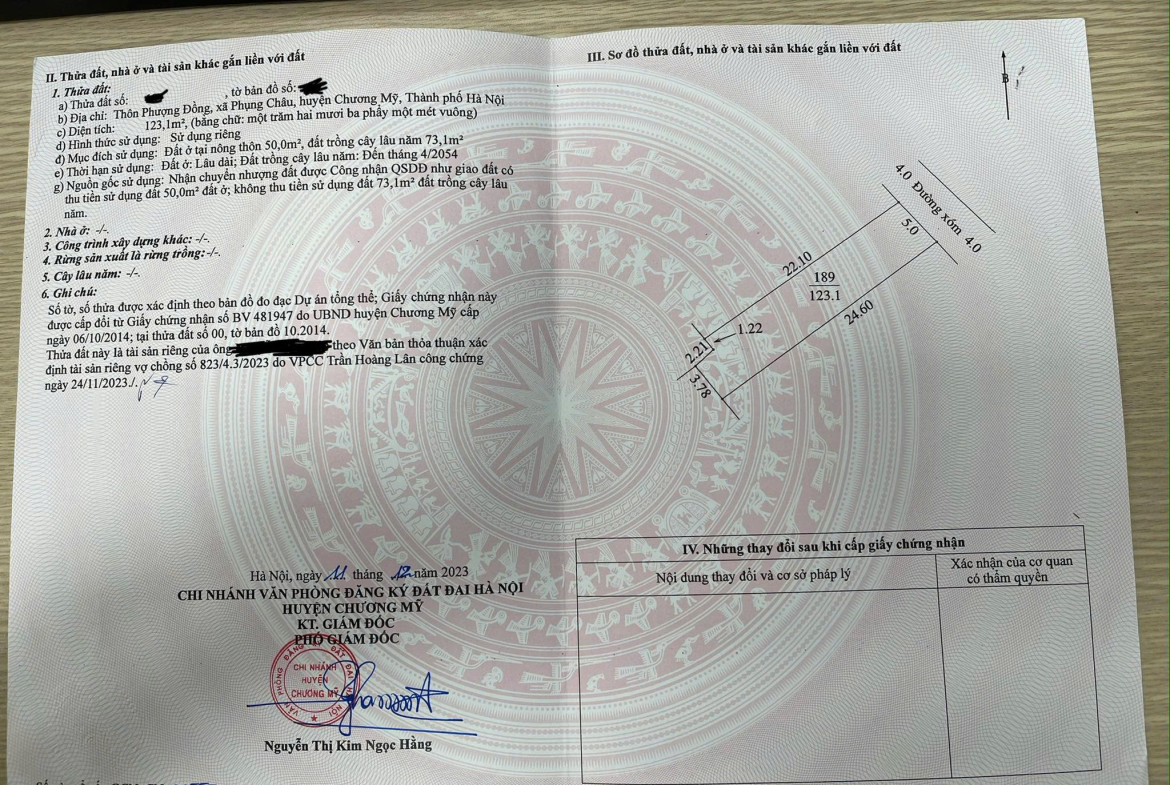 II. Thửa đất, nhà ở và tài sản khác gắn liền với đất
1. Thửa đất:
a) Thửa đất số: , tờ bản đồ số:
b) Địa chỉ: Thôn Phượng Đồng, xã Phụng Châu, huyện Chương Mỹ, Thành phố Hà Nội
c) Diện tích: 123,1m², (bằng chữ: một trăm hai mươi ba phẩy một mét vuông)
d) Hình thức sử dụng: Sử dụng riêng
đ) Mục đích sử dụng: Đất ở tại nông thôn 50,0m², đất trồng cây lâu năm 73,1m²
e) Thời hạn sử dụng: Đất ở: Lâu dài; Đất trồng cây lâu năm: Đến tháng 4/2054
g) Nguồn gốc sử dụng: Nhận chuyển nhượng đất được Công nhận QSDĐ như giao đất có
thu tiền sử dụng đất 50,0m² đất ở; không thu tiền sử dụng đất 73,1m² đất trồng cây lâu
năm.
2. Nhà ở: -/-.
3. Công trình xây dựng khác: -/-.
4. Rừng sản xuất là rừng trồng: -/-.
5. Cây lâu năm: -/-.
6. Ghi chú:
Số tờ, số thửa được xác định theo bản đồ đo đạc Dự án tổng thể; Giấy chứng nhận này
được cấp đổi từ Giấy chứng nhận số BV 481947 do UBND huyện Chương Mỹ cấp
ngày 06/10/2014; tại thửa đất số 00, tờ bản đồ 10.2014.
Thửa đất này là tài sản riêng của ông theo Văn bản thỏa thuận xác
định tài sản riêng vợ chồng số 823/4.3/2023 do VPCC Trần Hoàng Lân công chứng
ngày 24/11/2023./.
Hà Nội, ngày 11 tháng 12 năm 2023
CHI NHÁNH VĂN PHÒNG ĐĂNG KÝ ĐẤT ĐAI HÀ NỘI
HUYỆN CHƯƠNG MỸ
KT. GIÁM ĐỐC
PHÓ GIÁM ĐỐC
VĂN PHÒNG ĐĂNG KÝ ĐẤT ĐAI HÀ NỘI
CHI NHÁNH
HUYỆN
CHƯƠNG MỸ
Nguyễn Thị Kim Ngọc Hằng
III. Sơ đồ thửa đất, nhà ở và tài sản khác gắn liền với đất
B
4.0 Đường xóm 4.0
5.0
22.10
189
123.1
24.60
1.22
2.21
3.78
IV. Những thay đổi sau khi cấp giấy chứng nhận
Nội dung thay đổi và cơ sở pháp lý
Xác nhận của cơ quan
có thẩm quyền